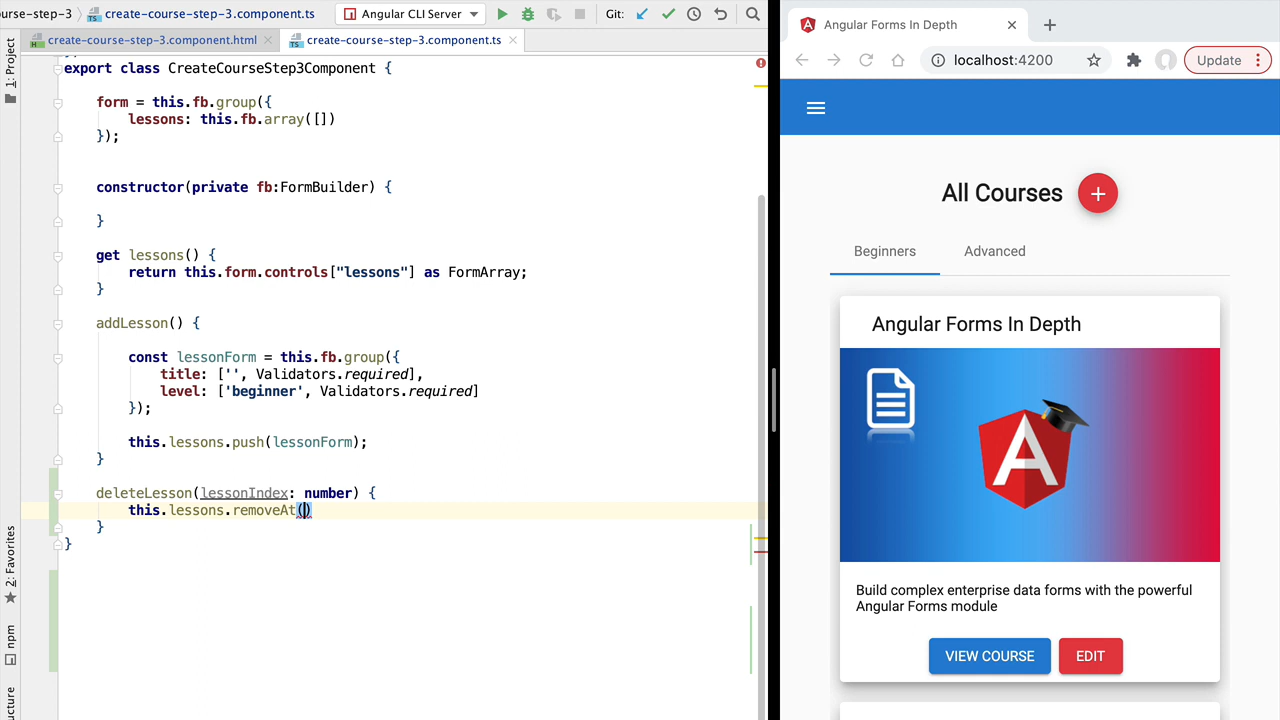 urse-step-3
create-course-step-3.component.ts
Angular CLI Server
Git:
create-course-step-3.component.html
create-course-step-3.component.ts
1: Project
2: Favorites
npm
ructure
export class CreateCourseStep3Component {
form = this.fb.group({
lessons: this.fb.array([])
});
constructor(private fb:FormBuilder) {
}
get lessons() {
return this.form.controls["lessons"] as FormArray;
}
addLesson() {
const lessonForm = this.fb.group({
title: ['', Validators.required],
level: ['beginner', Validators.required]
});
this.lessons.push(lessonForm);
}
deleteLesson(lessonIndex: number) {
this.lessons.removeAt()
}
}
Angular Forms In Depth
localhost:4200
Update
All Courses
+
Beginners
Advanced
Angular Forms In Depth
A
Build complex enterprise data forms with the powerful
Angular Forms module
VIEW COURSE
EDIT